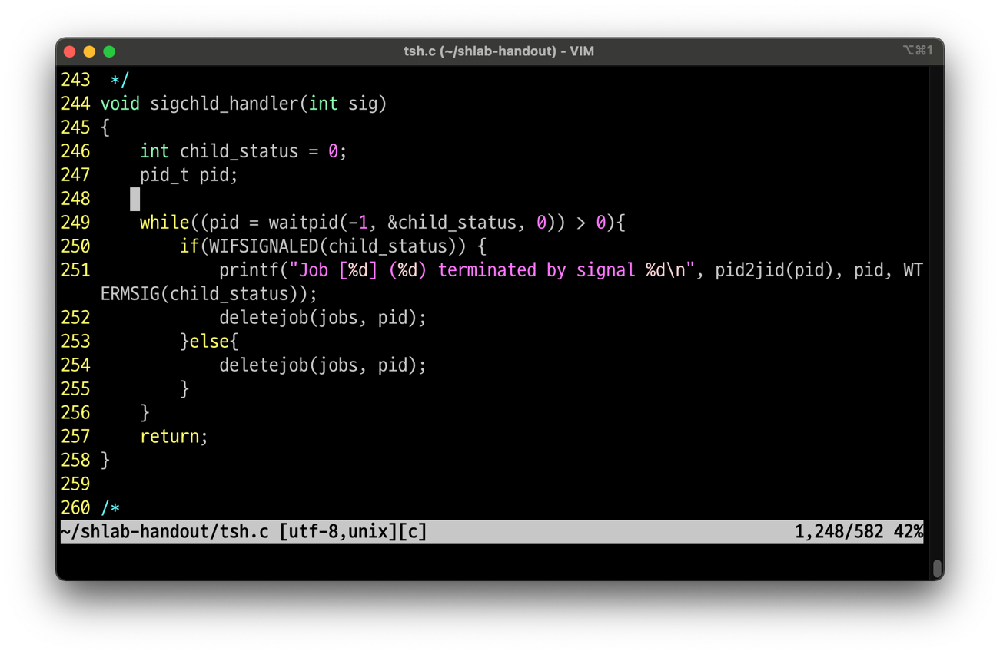 tsh.c (~/shlab-handout) - VIM
⌥⌘1
243  */
244 void sigchld_handler(int sig)
245 {
246     int child_status = 0;
247     pid_t pid;
248
249     while((pid = waitpid(-1, &child_status, 0)) > 0){
250         if(WIFSIGNALED(child_status)) {
251             printf("Job [%d] (%d) terminated by signal %d\n", pid2jid(pid), pid, WT
    ERMSIG(child_status));
252             deletejob(jobs, pid);
253         }else{
254             deletejob(jobs, pid);
255         }
256     }
257     return;
258 }
259
260 /*
~/shlab-handout/tsh.c [utf-8,unix][c] 1,248/582 42%